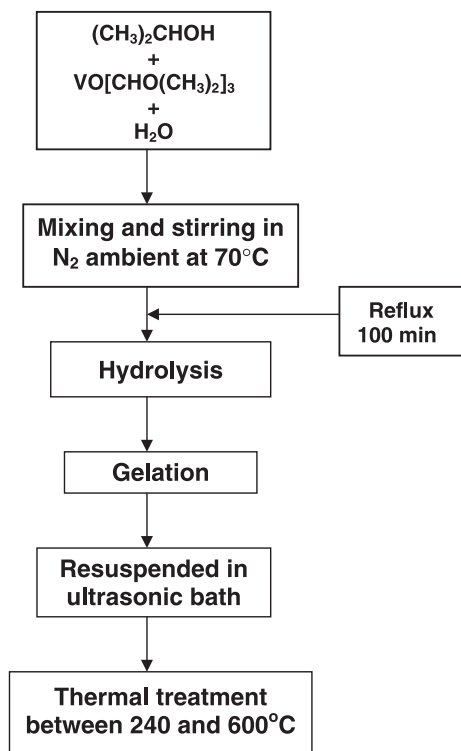 (CH₃)₂CHOH
+
VO[CHO(CH₃)₂]₃
+
H₂O
Mixing and stirring in
N₂ ambient at 70°C
Reflux
100 min
Hydrolysis
Gelation
Resuspended in
ultrasonic bath
Thermal treatment
between 240 and 600°C